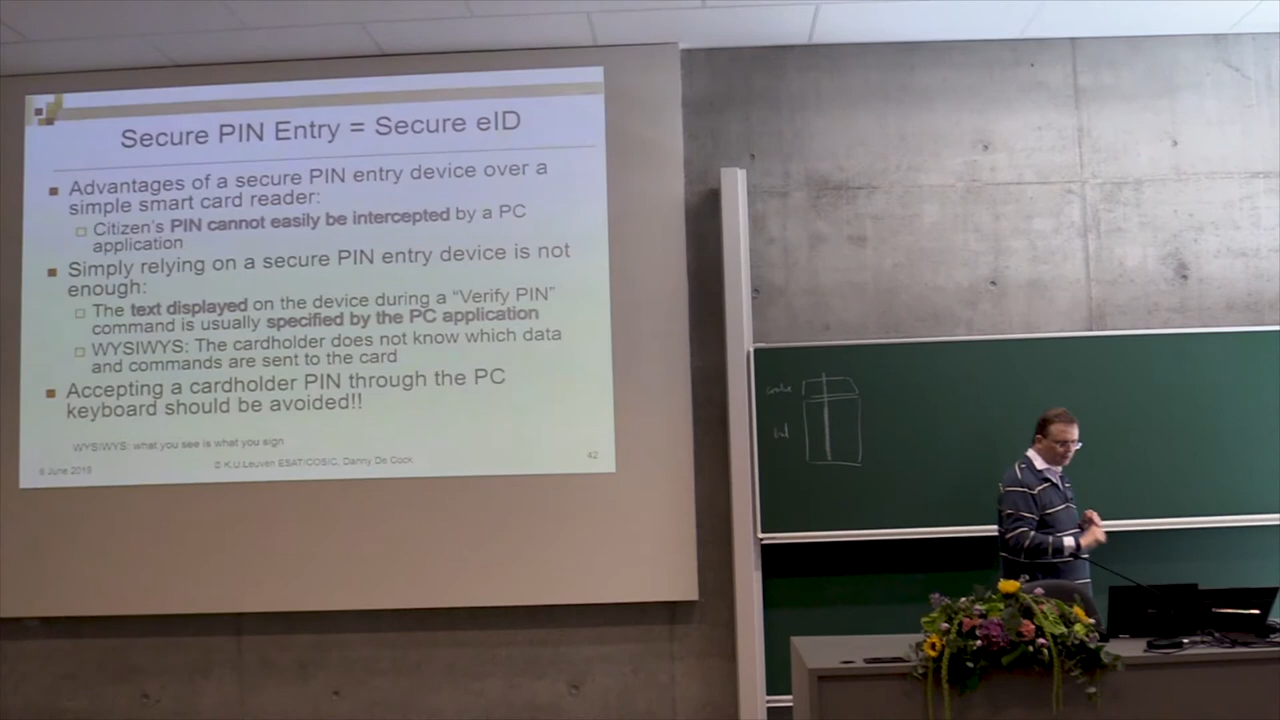 Secure PIN Entry = Secure eID
Advantages of a secure PIN entry device over a
simple smart card reader:
Citizen's PIN cannot easily be intercepted by a PC
application
Simply relying on a secure PIN entry device is not
enough:
The text displayed on the device during a "Verify PIN"
command is usually specified by the PC application
WYSIWYS: The cardholder does not know which data
and commands are sent to the card
Accepting a cardholder PIN through the PC
keyboard should be avoided!!
WYSIWYS: what you see is what you sign
6 June 2019
© K.U.Leuven ESAT/COSIC, Danny De Cock
42